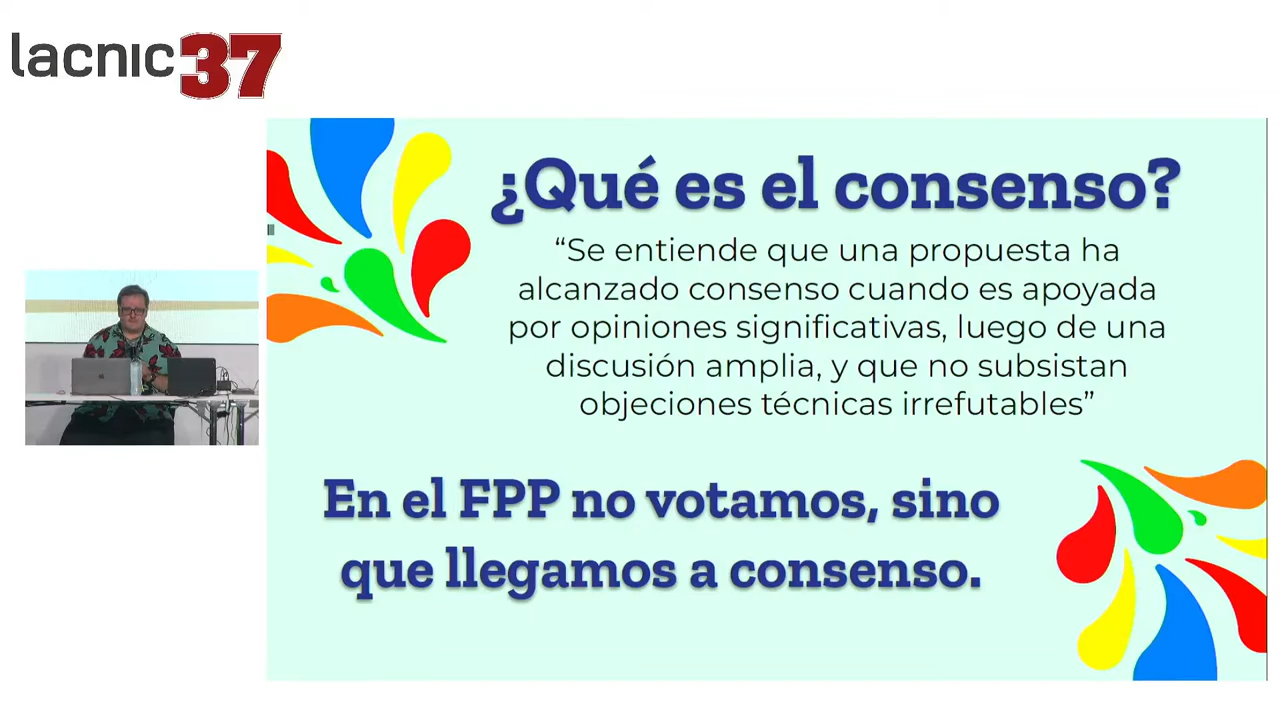 lacnic 37
¿Qué es el consenso?
“Se entiende que una propuesta ha
alcanzado consenso cuando es apoyada
por opiniones significativas, luego de una
discusión amplia, y que no subsistan
objeciones técnicas irrefutables”
En el FPP no votamos, sino
que llegamos a consenso.